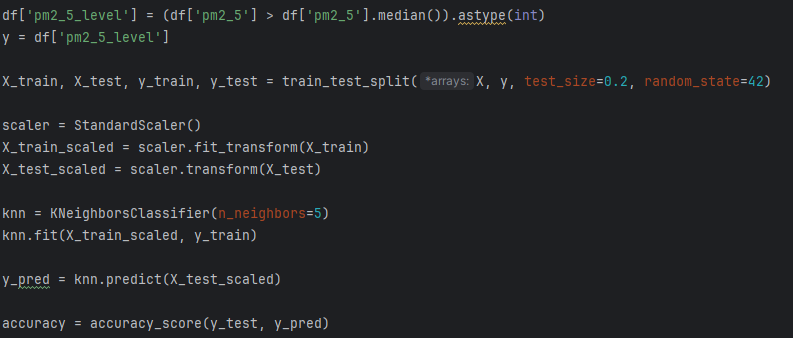 df['pm2_5_level'] = (df['pm2_5'] > df['pm2_5'].median()).astype(int)
y = df['pm2_5_level']
X_train, X_test, y_train, y_test = train_test_split(*arrays: X, y, test_size=0.2, random_state=42)
scaler = StandardScaler()
X_train_scaled = scaler.fit_transform(X_train)
X_test_scaled = scaler.transform(X_test)
knn = KNeighborsClassifier(n_neighbors=5)
knn.fit(X_train_scaled, y_train)
y_pred = knn.predict(X_test_scaled)
accuracy = accuracy_score(y_test, y_pred)